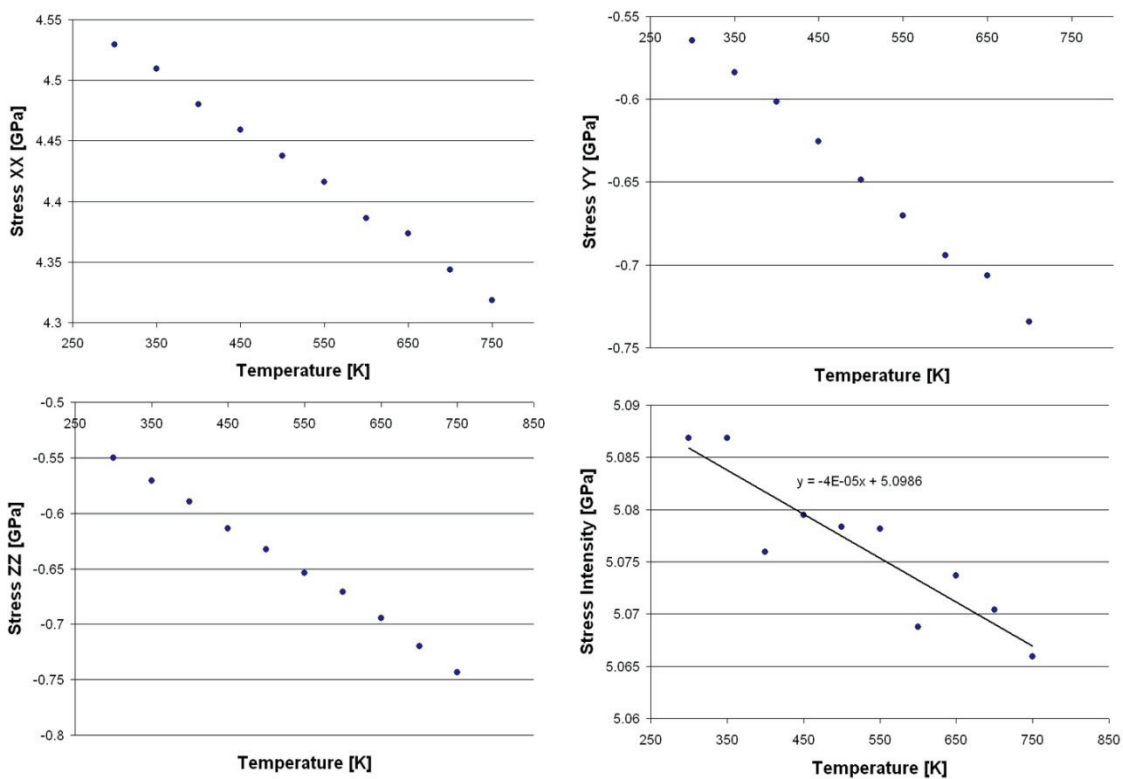 4.55
4.5
4.45
4.4
4.35
4.3
Stress XX [GPa]
250 350 450 550 650 750
Temperature [K]
-0.55
-0.6
-0.65
-0.7
-0.75
Stress YY [GPa]
250 350 450 550 650 750
Temperature [K]
-0.5
-0.55
-0.6
-0.65
-0.7
-0.75
-0.8
Stress ZZ [GPa]
250 350 450 550 650 750 850
Temperature [K]
5.09
5.085
5.08
5.075
5.07
5.065
5.06
Stress Intensity [GPa]
y = -4E-05x + 5.0986
250 350 450 550 650 750 850
Temperature [K]